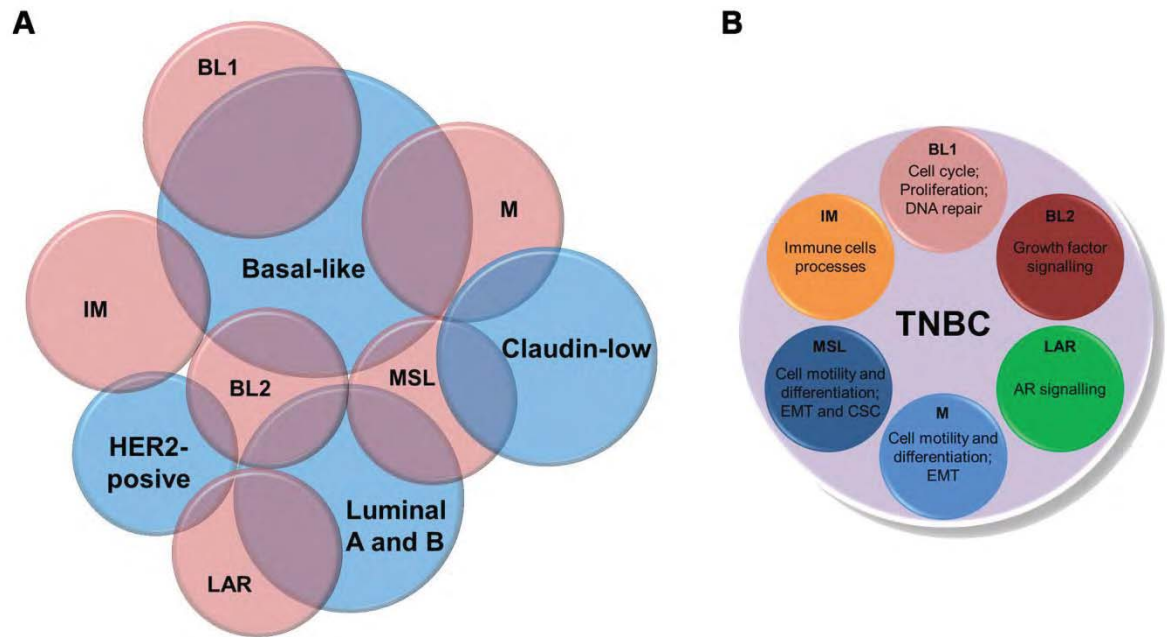 A
BL1
M
Basal-like
IM
Claudin-low
BL2
MSL
HER2-
posive
Luminal
A and B
LAR
B
BL1
Cell cycle;
Proliferation;
DNA repair
IM
Immune cells
processes
BL2
Growth factor
signalling
TNBC
MSL
Cell motility and
differentiation;
EMT and CSC
LAR
AR signalling
M
Cell motility and
differentiation;
EMT